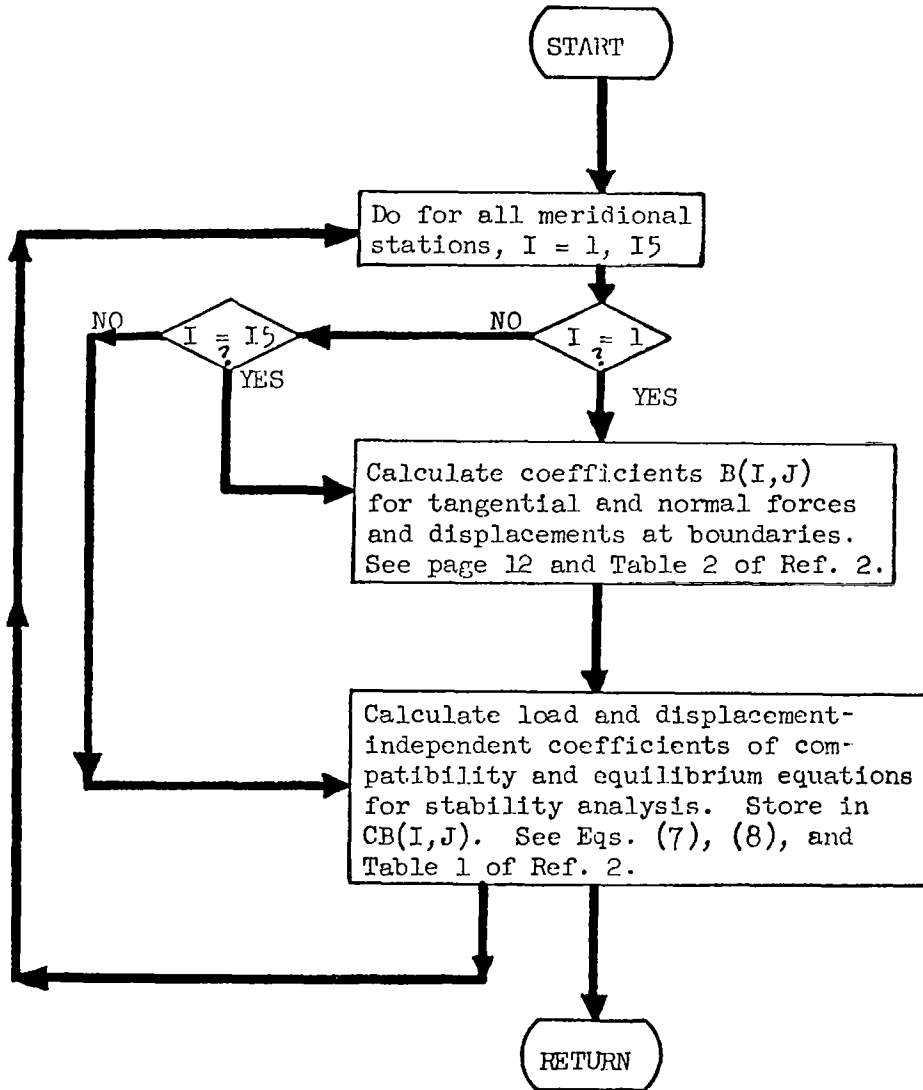 START
Do for all meridional
stations, I = 1, I5
NO
I = I5
?
YES
NO
I = 1
?
YES
Calculate coefficients B(I,J)
for tangential and normal forces
and displacements at boundaries.
See page 12 and Table 2 of Ref. 2.
Calculate load and displacement-
independent coefficients of com-
patibility and equilibrium equations
for stability analysis. Store in
CB(I,J). See Eqs. (7), (8), and
Table 1 of Ref. 2.
RETURN